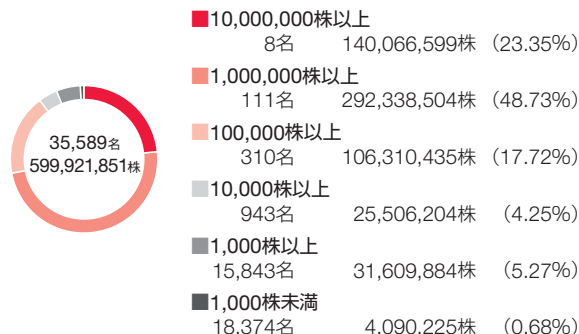 ■10,000,000株以上
8名 140,066,599株 （23.35%）
■1,000,000株以上
111名 292,338,504株 （48.73%）
■100,000株以上
310名 106,310,435株 （17.72%）
■10,000株以上
943名 25,506,204株 （4.25%）
■1,000株以上
15,843名 31,609,884株 （5.27%）
■1,000株未満
18,374名 4,090,225株 （0.68%）
35,589名
599,921,851株